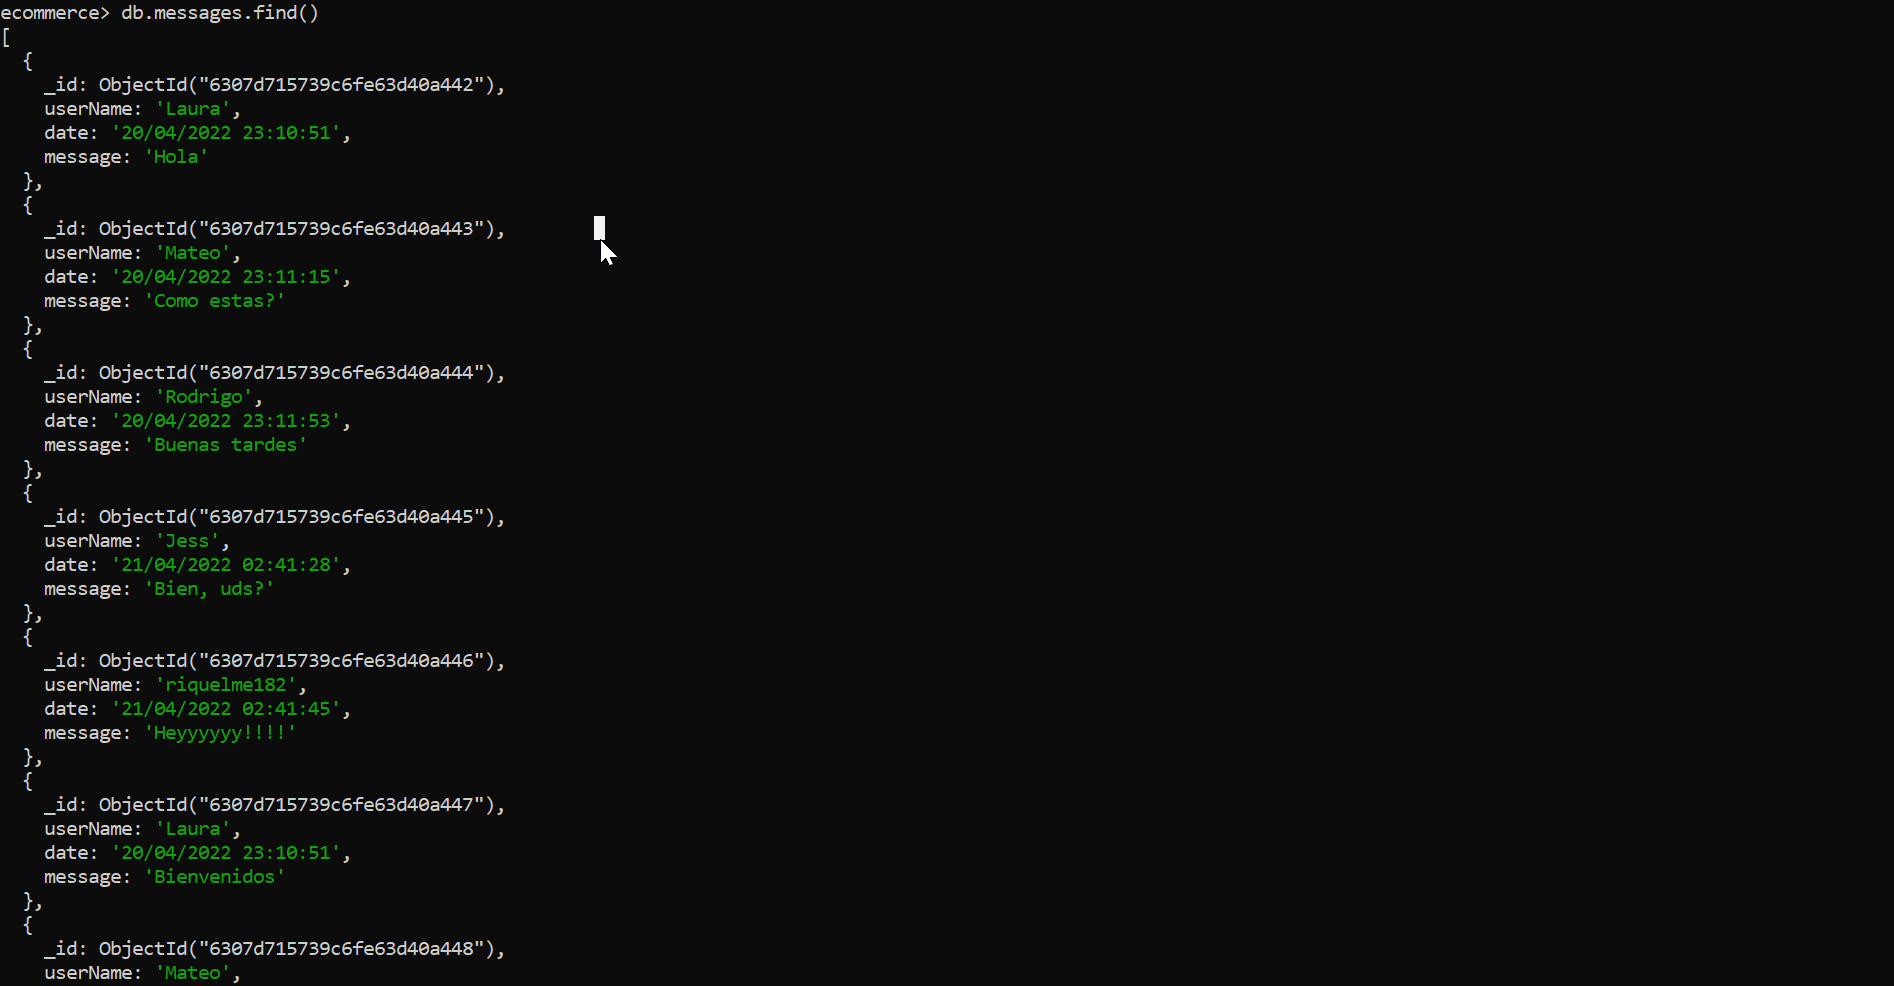 ecommerce> db.messages.find()
[
  {
    _id: ObjectId("6307d715739c6fe63d40a442"),
    userName: 'Laura',
    date: '20/04/2022 23:10:51',
    message: 'Hola'
  },
  {
    _id: ObjectId("6307d715739c6fe63d40a443"),
    userName: 'Mateo',
    date: '20/04/2022 23:11:15',
    message: 'Como estas?'
  },
  {
    _id: ObjectId("6307d715739c6fe63d40a444"),
    userName: 'Rodrigo',
    date: '20/04/2022 23:11:53',
    message: 'Buenas tardes'
  },
  {
    _id: ObjectId("6307d715739c6fe63d40a445"),
    userName: 'Jess',
    date: '21/04/2022 02:41:28',
    message: 'Bien, uds?'
  },
  {
    _id: ObjectId("6307d715739c6fe63d40a446"),
    userName: 'riquelme182',
    date: '21/04/2022 02:41:45',
    message: 'Heyyyyyy!!!!'
  },
  {
    _id: ObjectId("6307d715739c6fe63d40a447"),
    userName: 'Laura',
    date: '20/04/2022 23:10:51',
    message: 'Bienvenidos'
  },
  {
    _id: ObjectId("6307d715739c6fe63d40a448"),
    userName: 'Mateo',